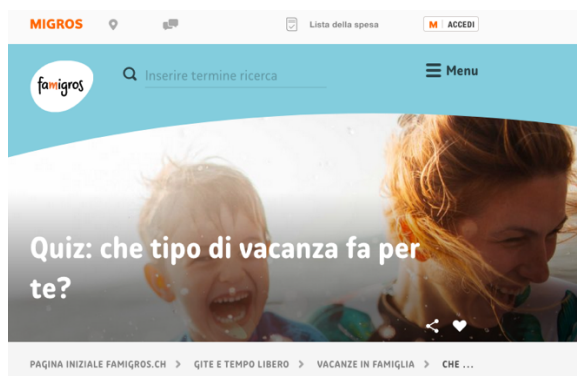 MIGROS
Lista della spesa
M ACCEDI
famigros
Inserire termine ricerca
Menu
Quiz: che tipo di vacanza fa per
te?
PAGINA INIZIALE FAMIGROS.CH > GITE E TEMPO LIBERO > VACANZE IN FAMIGLIA > CHE ...